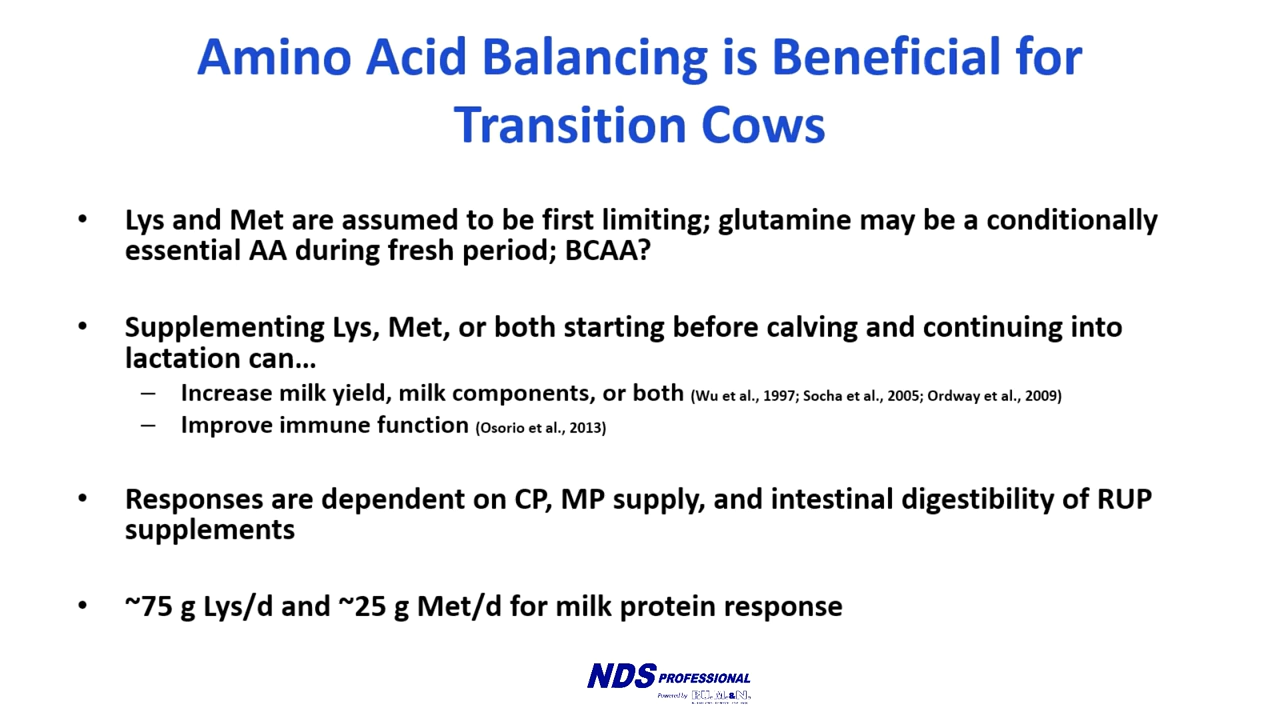 Amino Acid Balancing is Beneficial for
Transition Cows
• Lys and Met are assumed to be first limiting; glutamine may be a conditionally
essential AA during fresh period; BCAA?
• Supplementing Lys, Met, or both starting before calving and continuing into
lactation can…
– Increase milk yield, milk components, or both (Wu et al., 1997; Socha et al., 2005; Ordway et al., 2009)
– Improve immune function (Osorio et al., 2013)
• Responses are dependent on CP, MP supply, and intestinal digestibility of RUP
supplements
• ~75 g Lys/d and ~25 g Met/d for milk protein response
NDS PROFESSIONAL
Powered by